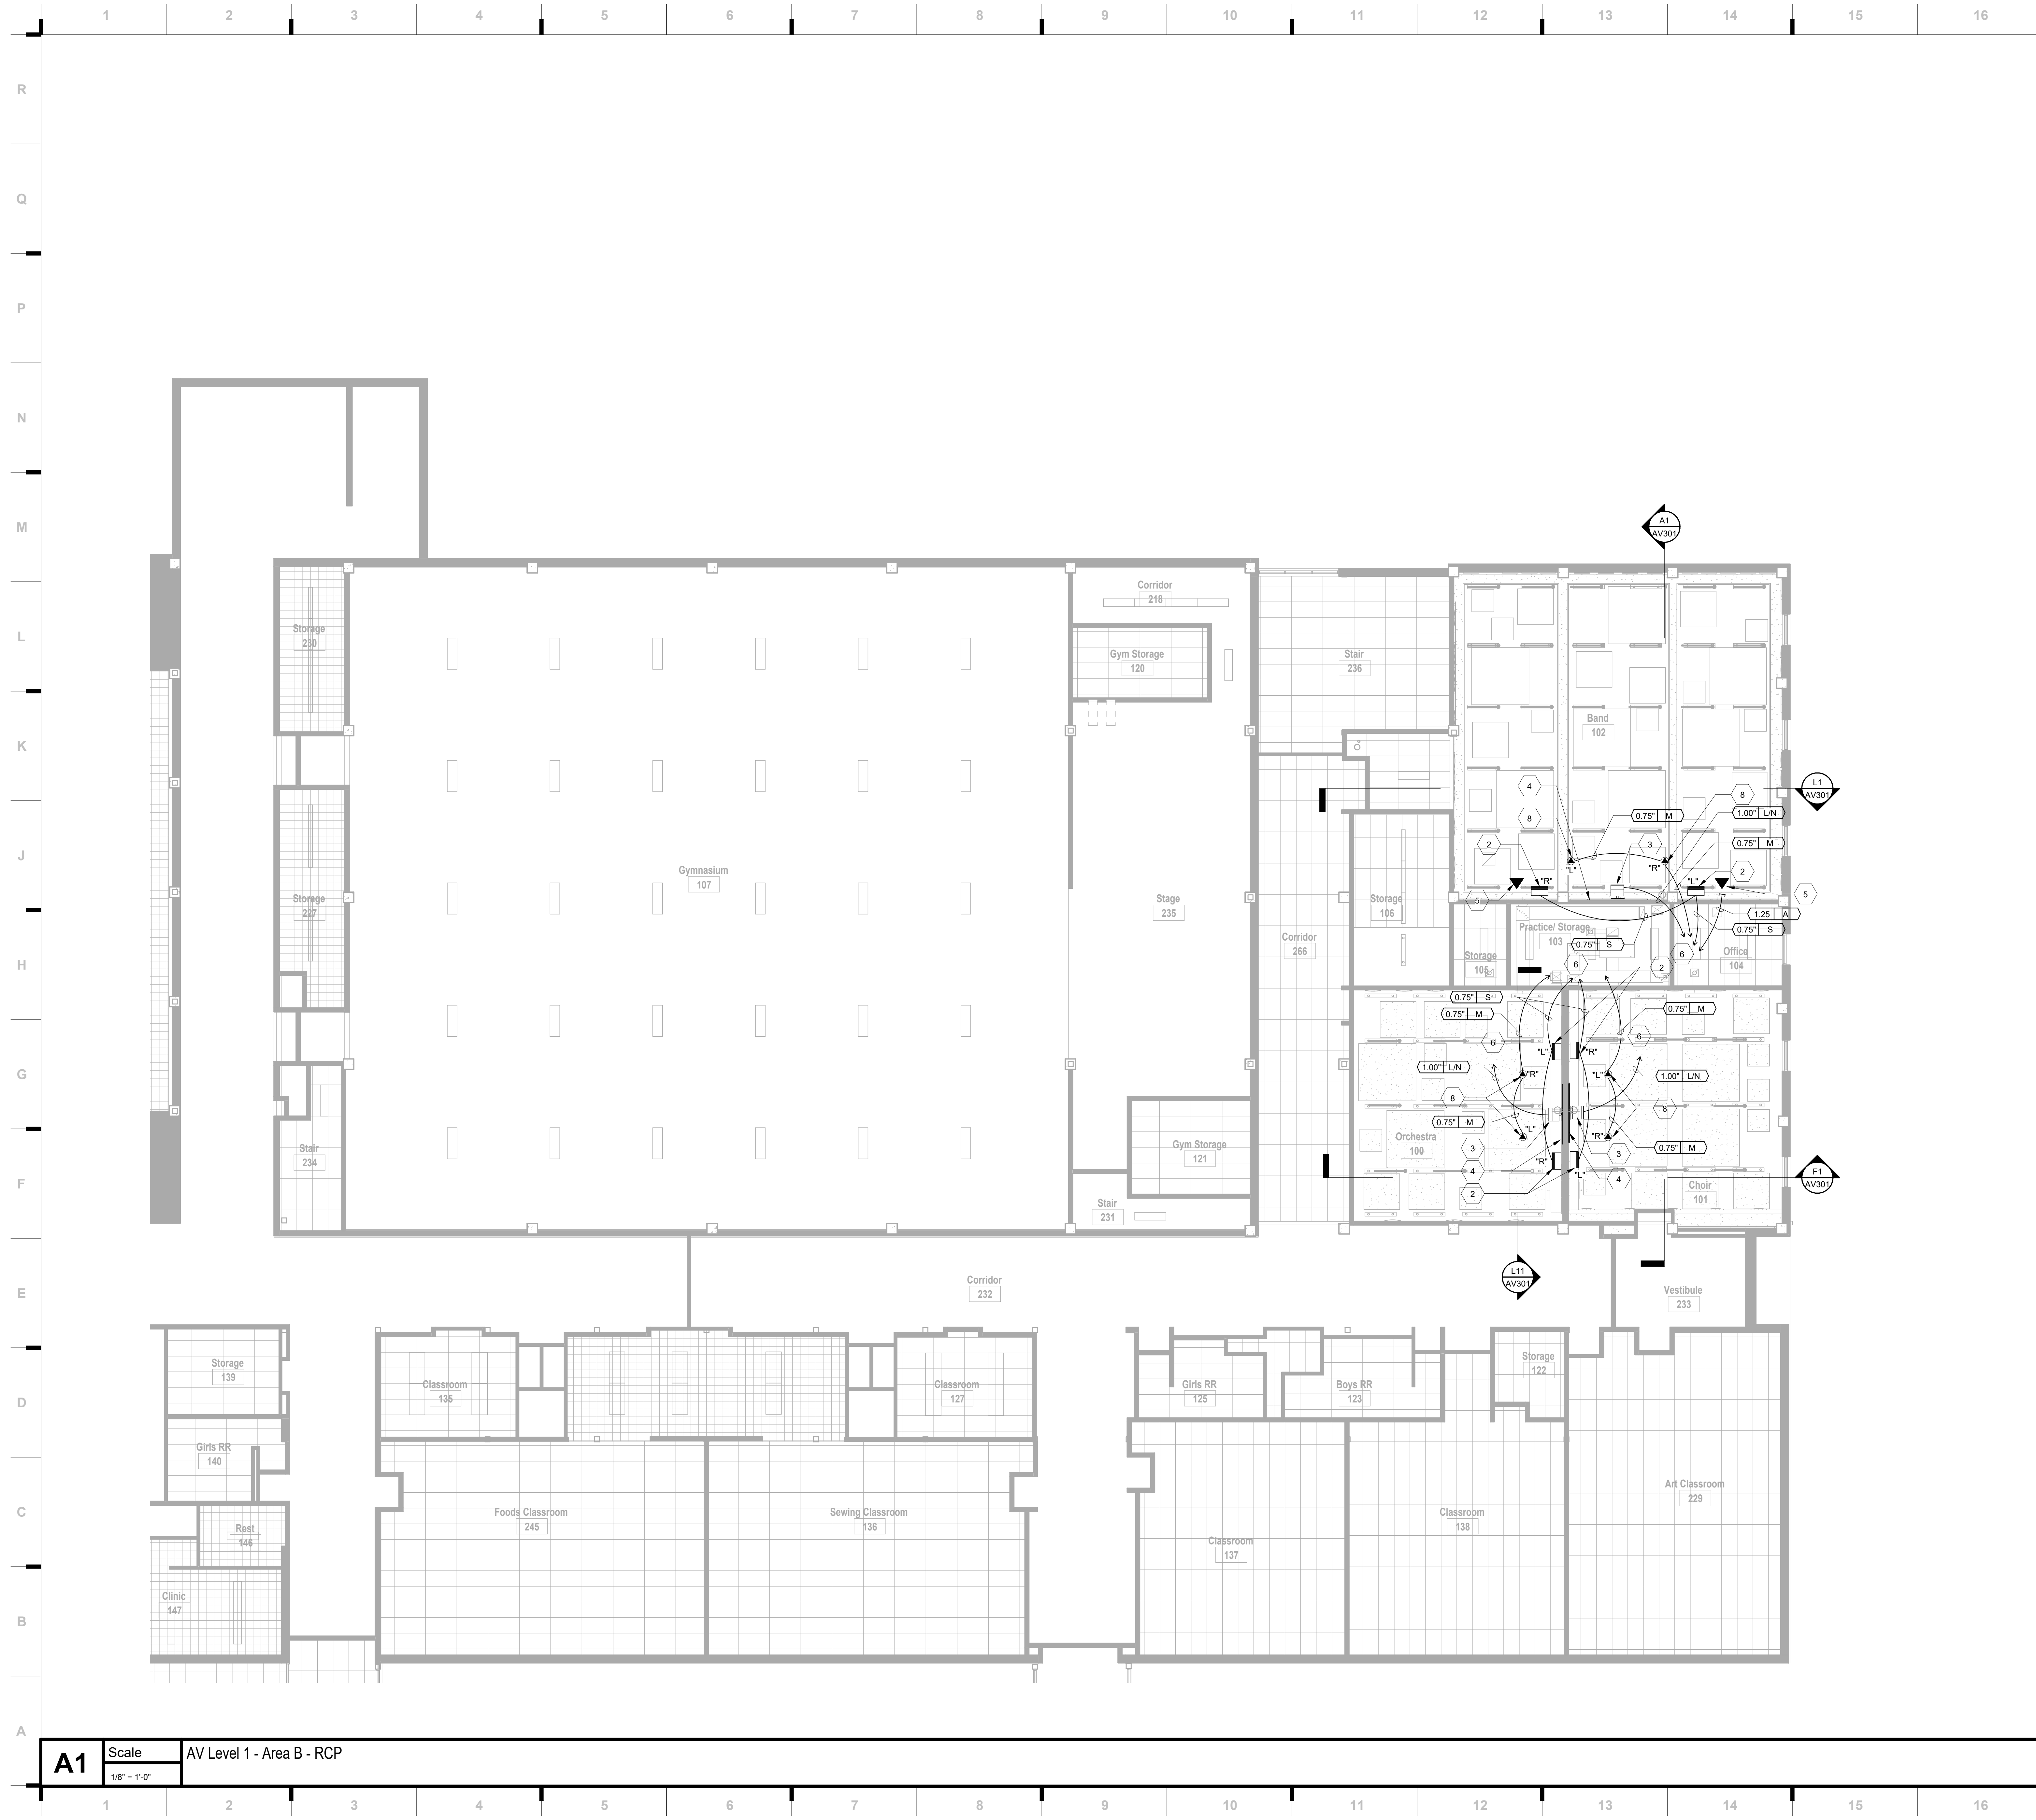 1 2 3 4 5 6 7 8 9 10 11 12 13 14 15 16
R
Q
P
N
M
A1
AV301
L
Corridor
218
Storage
230
Gym Storage
120
Stair
236
K
Band
102
L1
AV301
4
8
8
0.75" M
1.00" L/N
J
2
3
0.75" M
2
"L"
"R"
Gymnasium
107
"R"
"L"
5
5
Storage
227
Stage
235
Storage
106
1.25 A
Practice/ Storage
103
0.75" S
0.75" S
Corridor
266
H
Storage
105
6
Office
104
6
2
0.75" S
0.75" M
0.75" M
6
6
"L"
"R"
G
1.00" L/N
"R"
"L"
1.00" L/N
8
8
0.75" M
"L"
"R"
Orchestra
100
0.75" M
Gym Storage
121
Stair
234
3
3
"R"
"L"
4
4
F
2
Choir
101
F1
AV301
Stair
231
L11
AV301
E
Corridor
232
Vestibule
233
Storage
139
Classroom
135
Classroom
127
Girls RR
125
Boys RR
123
Storage
122
D
Girls RR
140
C
Foods Classroom
245
Sewing Classroom
136
Classroom
137
Classroom
138
Art Classroom
229
Rest
146
Clinic
147
B
A
A1
Scale
1/8" = 1'-0"
AV Level 1 - Area B - RCP
1 2 3 4 5 6 7 8 9 10 11 12 13 14 15 16